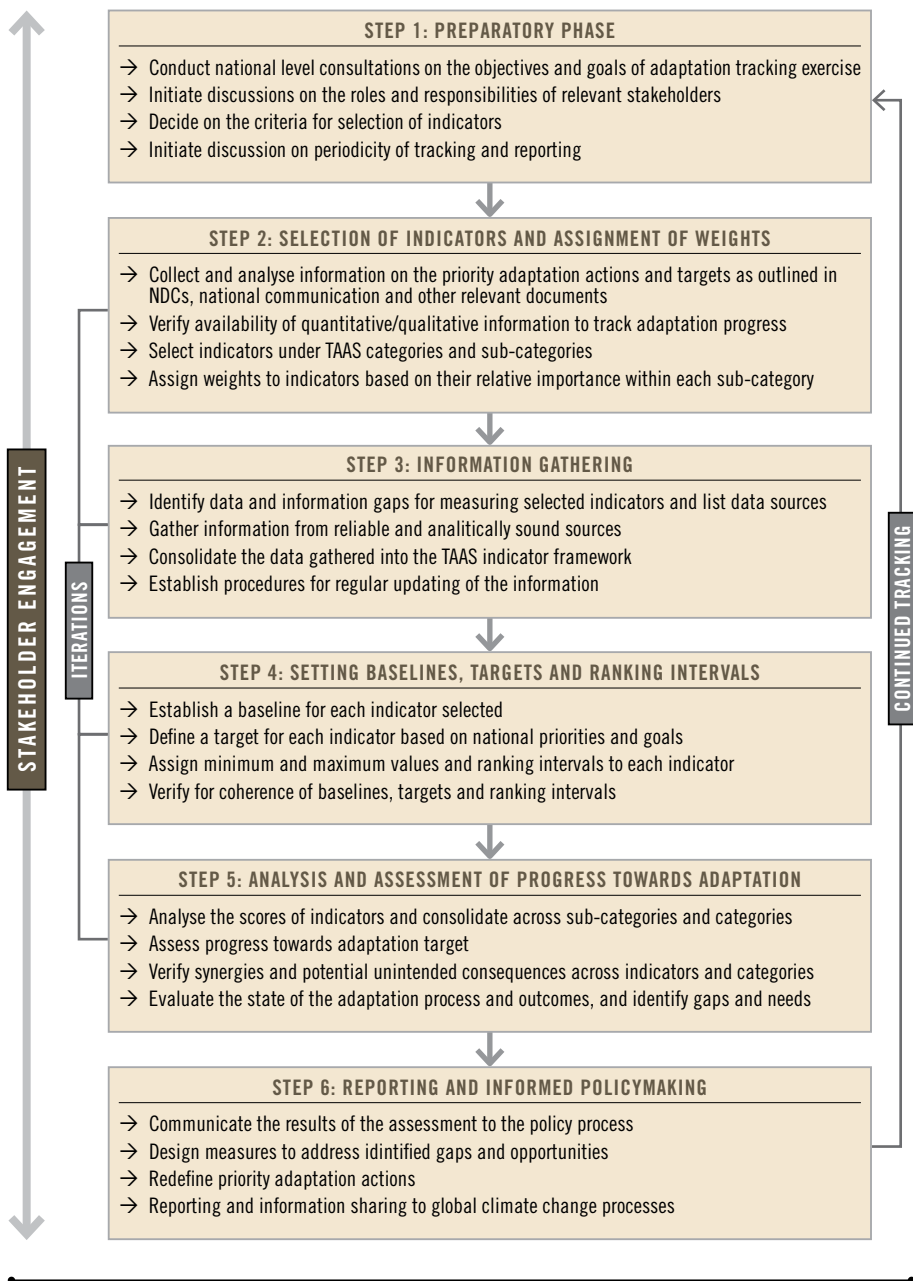 STEP 1: PREPARATORY PHASE
→ Conduct national level consultations on the objectives and goals of adaptation tracking exercise
→ Initiate discussions on the roles and responsibilities of relevant stakeholders
→ Decide on the criteria for selection of indicators
→ Initiate discussion on periodicity of tracking and reporting
STEP 2: SELECTION OF INDICATORS AND ASSIGNMENT OF WEIGHTS
→ Collect and analyse information on the priority adaptation actions and targets as outlined in
NDCs, national communication and other relevant documents
→ Verify availability of quantitative/qualitative information to track adaptation progress
→ Select indicators under TAAS categories and sub-categories
→ Assign weights to indicators based on their relative importance within each sub-category
STEP 3: INFORMATION GATHERING
→ Identify data and information gaps for measuring selected indicators and list data sources
→ Gather information from reliable and analitically sound sources
→ Consolidate the data gathered into the TAAS indicator framework
→ Establish procedures for regular updating of the information
STEP 4: SETTING BASELINES, TARGETS AND RANKING INTERVALS
→ Establish a baseline for each indicator selected
→ Define a target for each indicator based on national priorities and goals
→ Assign minimum and maximum values and ranking intervals to each indicator
→ Verify for coherence of baselines, targets and ranking intervals
STEP 5: ANALYSIS AND ASSESSMENT OF PROGRESS TOWARDS ADAPTATION
→ Analyse the scores of indicators and consolidate across sub-categories and categories
→ Assess progress towards adaptation target
→ Verify synergies and potential unintended consequences across indicators and categories
→ Evaluate the state of the adaptation process and outcomes, and identify gaps and needs
STEP 6: REPORTING AND INFORMED POLICYMAKING
→ Communicate the results of the assessment to the policy process
→ Design measures to address idintified gaps and opportunities
→ Redefine priority adaptation actions
→ Reporting and information sharing to global climate change processes
STAKEHOLDER ENGAGEMENT
ITERATIONS
CONTINUED TRACKING